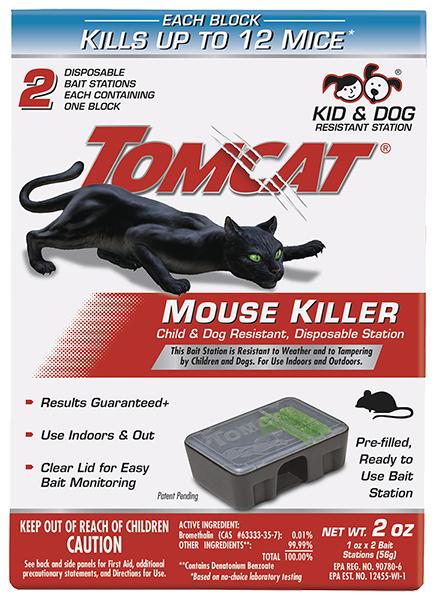 EACH BLOCK
KILLS UP TO 12 MICE*
2 DISPOSABLE
BAIT STATIONS
EACH CONTAINING
ONE BLOCK
®
KID & DOG
RESISTANT STATION
TOMCAT®
MOUSE KILLER
Child & Dog Resistant, Disposable Station
This Bait Station is Resistant to Weather and to Tampering
by Children and Dogs. For Use Indoors and Outdoors.
Results Guaranteed+
Use Indoors & Out
Clear Lid for Easy
Bait Monitoring
Patent Pending
TOMCAT
Pre-filled,
Ready to
Use Bait
Station
KEEP OUT OF REACH OF CHILDREN
CAUTION
See back and side panels for First Aid, additional
precautionary statements, and Directions for Use.
ACTIVE INGREDIENT:
Bromethalin (CAS #63333-35-7): 0.01%
OTHER INGREDIENTS**: 99.99%
TOTAL 100.00%
**Contains Denatonium Benzoate
*Based on no-choice laboratory testing
NET WT. 2 oz
1 oz x 2 Bait
Stations (56g)
EPA REG. NO. 90780-6
EPA EST. NO. 12455-WI-1